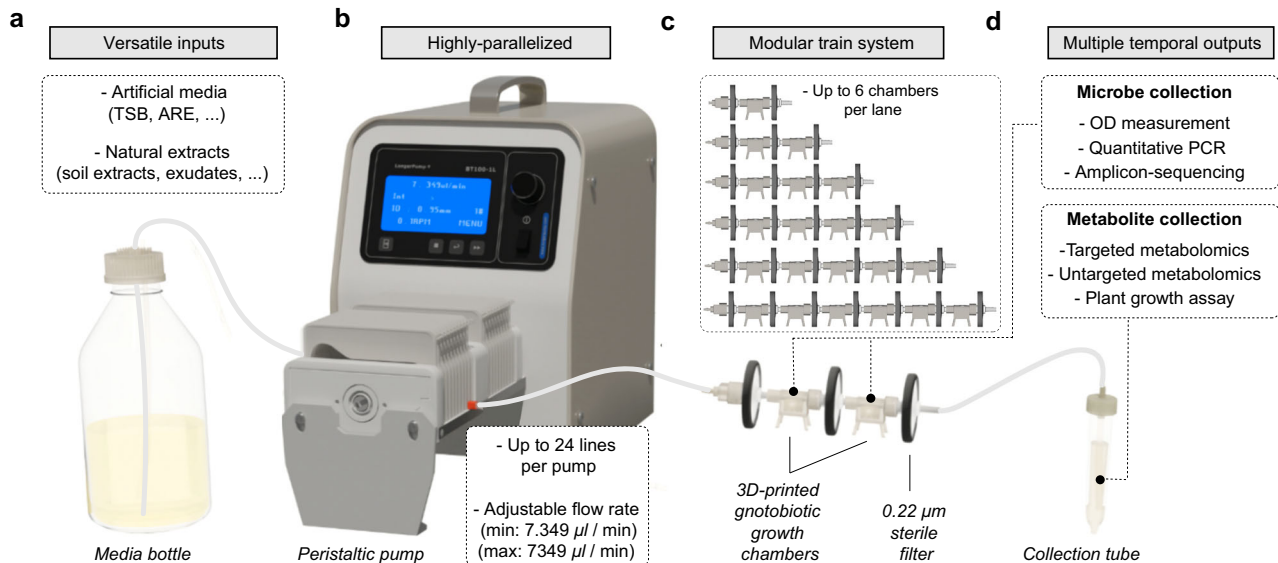 a
Versatile inputs
- Artificial media
(TSB, ARE, ...)
- Natural extracts
(soil extracts, exudates, ...)
Media bottle
b
Highly-parallelized
LongerPump
BT100-1L
MENU
- Up to 24 lines
per pump
- Adjustable flow rate
(min: 7.349 µl / min)
(max: 7349 µl / min)
Peristaltic pump
c
Modular train system
- Up to 6 chambers
per lane
3D-printed
gnotobiotic
growth
chambers
0.22 µm
sterile
filter
d
Multiple temporal outputs
Microbe collection
- OD measurement
- Quantitative PCR
- Amplicon-sequencing
Metabolite collection
-Targeted metabolomics
- Untargeted metabolomics
- Plant growth assay
Collection tube